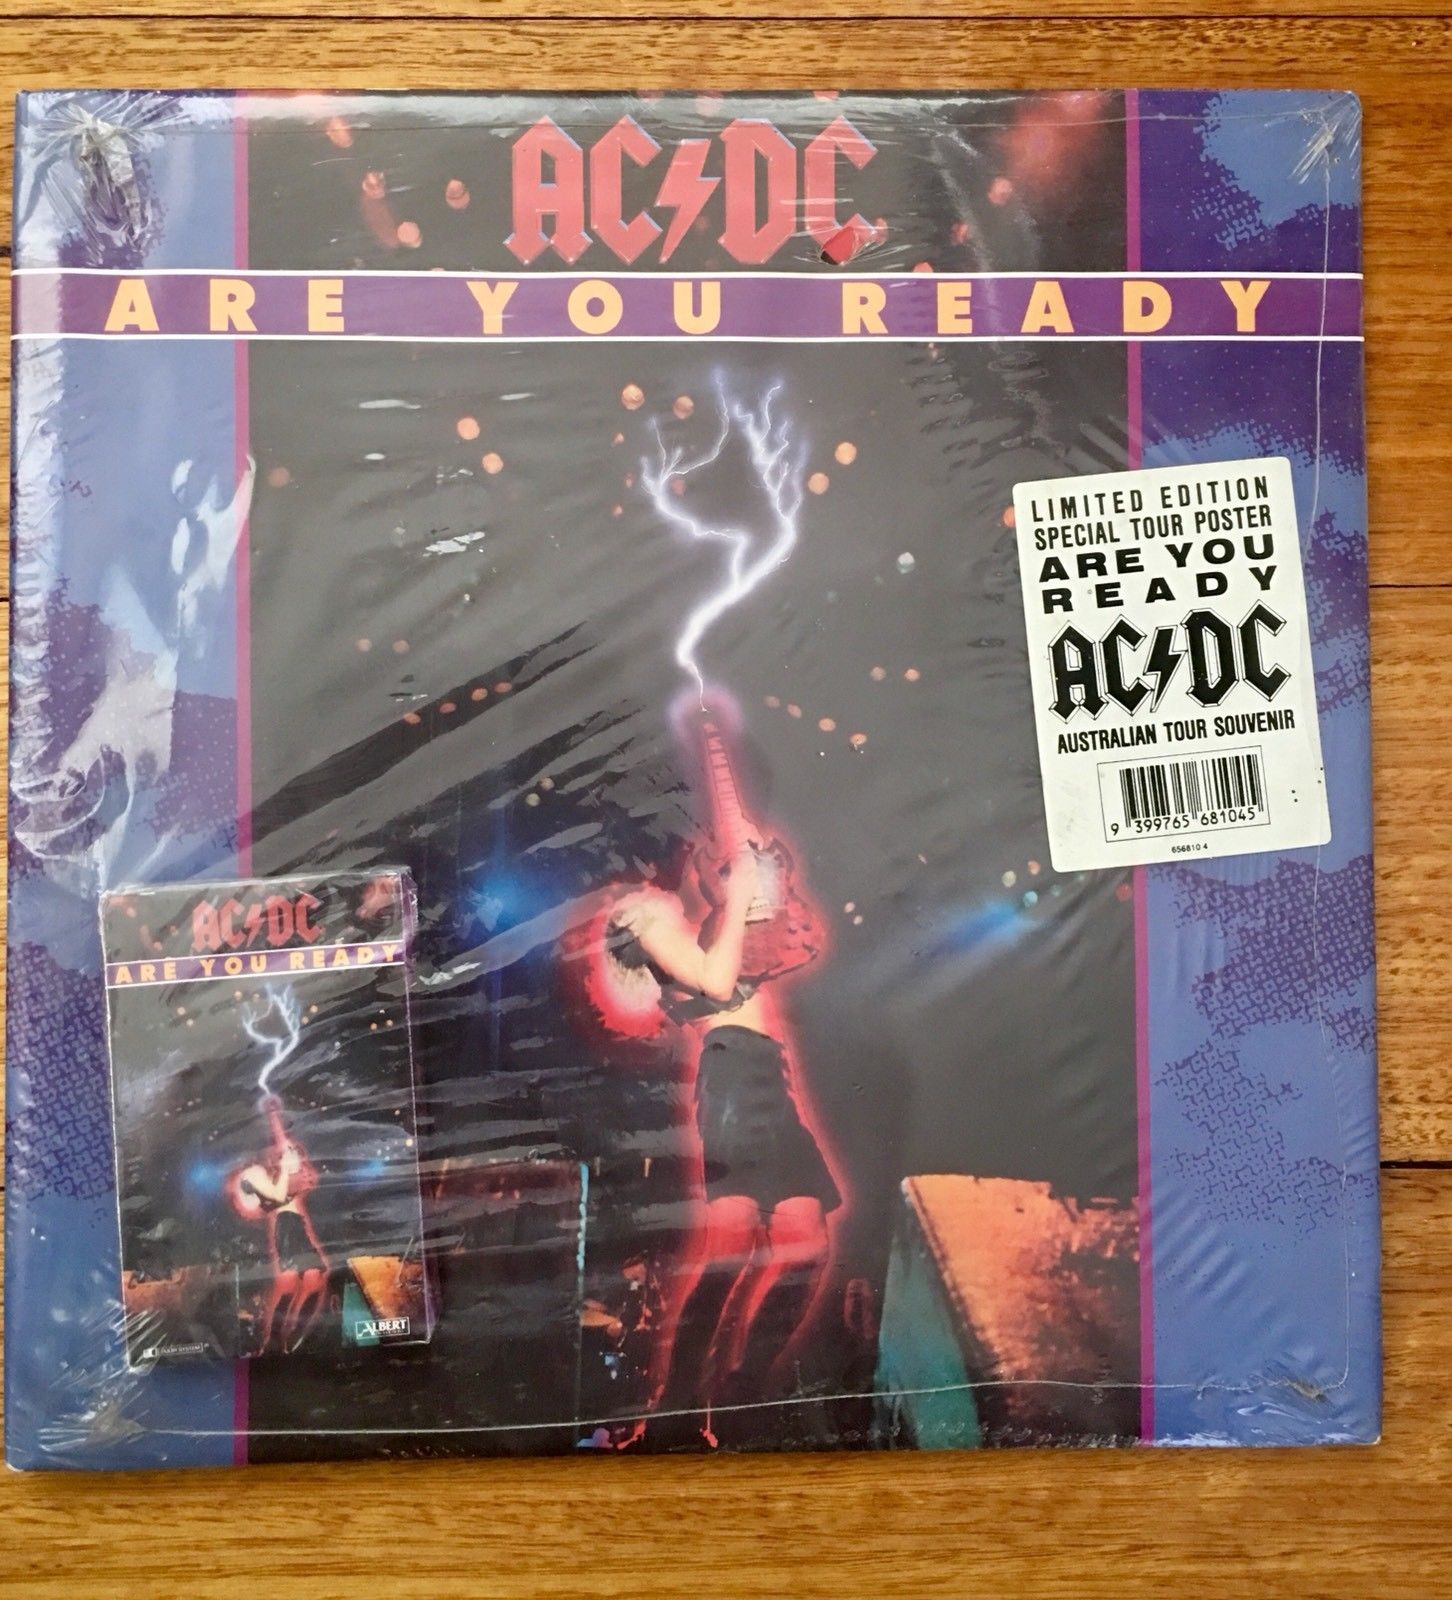 AC⚡DC
ARE YOU READY
LIMITED EDITION
SPECIAL TOUR POSTER
ARE YOU
READY
AC⚡DC
AUSTRALIAN TOUR SOUVENIR
9 399765 681045
656810 4
AC⚡DC
ARE YOU READY
ALBERT